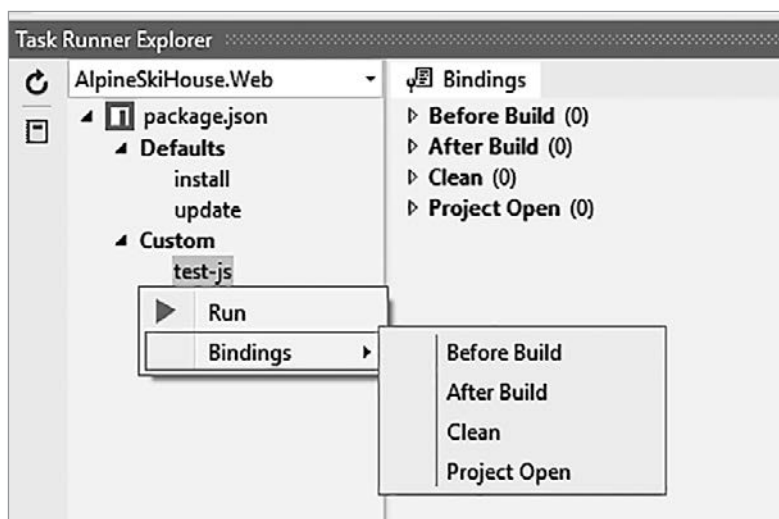 Task Runner Explorer
AlpineSkiHouse.Web
package.json
Defaults
install
update
Custom
test-js
Run
Bindings
Bindings
Before Build (0)
After Build (0)
Clean (0)
Project Open (0)
Before Build
After Build
Clean
Project Open